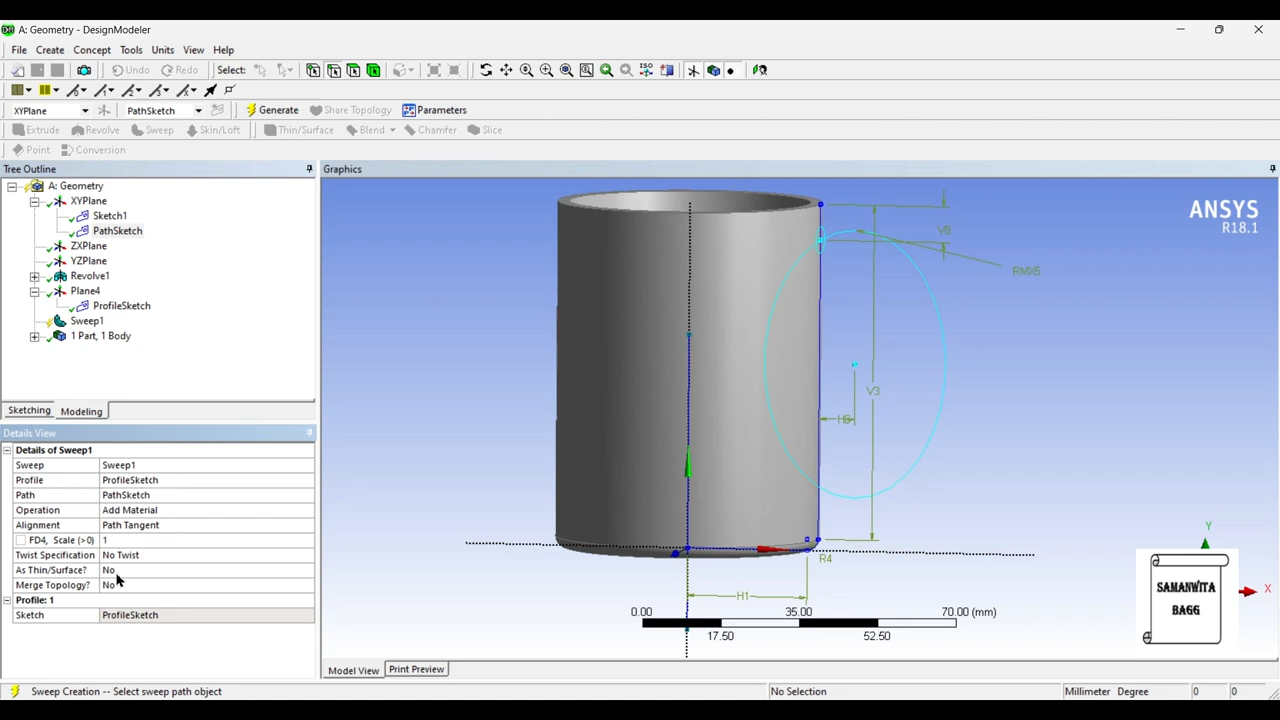 A: Geometry - DesignModeler
File Create Concept Tools Units View Help
Undo Redo Select: ISO
XYPlane PathSketch Generate Share Topology Parameters
Extrude Revolve Sweep Skin/Loft Thin/Surface Blend Chamfer Slice
Point Conversion
Tree Outline
A: Geometry
XYPlane
Sketch1
PathSketch
ZXPlane
YZPlane
Revolve1
Plane4
ProfileSketch
Sweep1
1 Part, 1 Body
Sketching Modeling
Details View
Details of Sweep1
Sweep Sweep1
Profile ProfileSketch
Path PathSketch
Operation Add Material
Alignment Path Tangent
FD4, Scale (>0) 1
Twist Specification No Twist
As Thin/Surface? No
Merge Topology? No
Profile: 1
Sketch ProfileSketch
Graphics
ANSYS
R18.1
V8
RMX5
V3
H6
R4
H1
0.00 35.00 70.00 (mm)
17.50 52.50
Y
X
SAMANWITA
BAGG
Model View Print Preview
Sweep Creation -- Select sweep path object No Selection Millimeter Degree 0 0